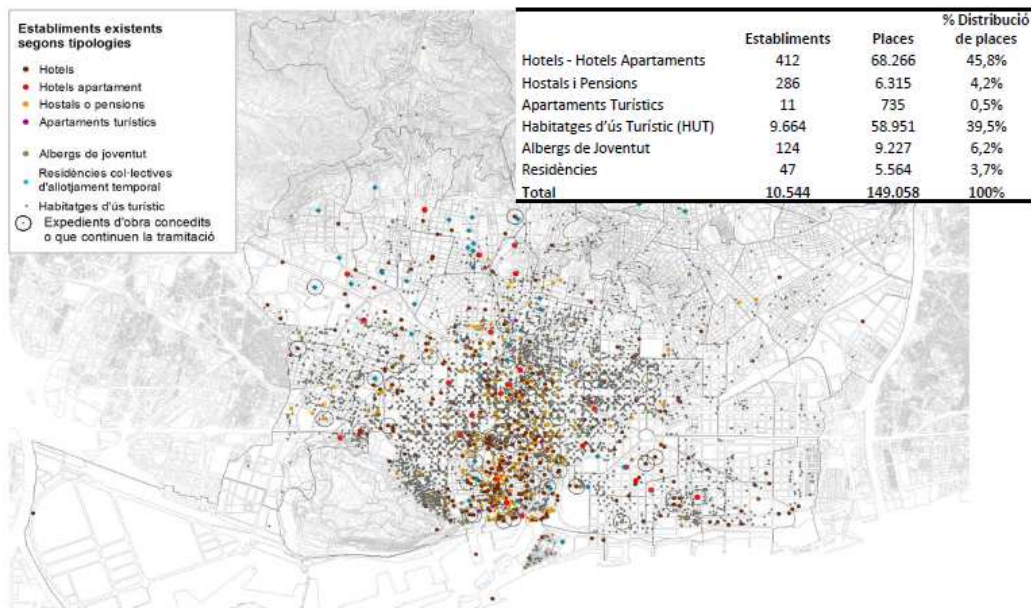 Establiments existents
segons tipologies
Hotels
Hotels apartament
Hostals o pensions
Apartaments turístics
Albergs de joventut
Residències col·lectives
d'allotjament temporal
Habitatges d'ús turístic
Expedients d'obra concedits
o que continuen la tramitació
% Distribució
Establiments Places de places
Hotels - Hotels Apartaments 412 68.266 45,8%
Hostals i Pensions 286 6.315 4,2%
Apartaments Turístics 11 735 0,5%
Habitatges d'ús Turístic (HUT) 9.664 58.951 39,5%
Albergs de Joventut 124 9.227 6,2%
Residències 47 5.564 3,7%
Total 10.544 149.058 100%